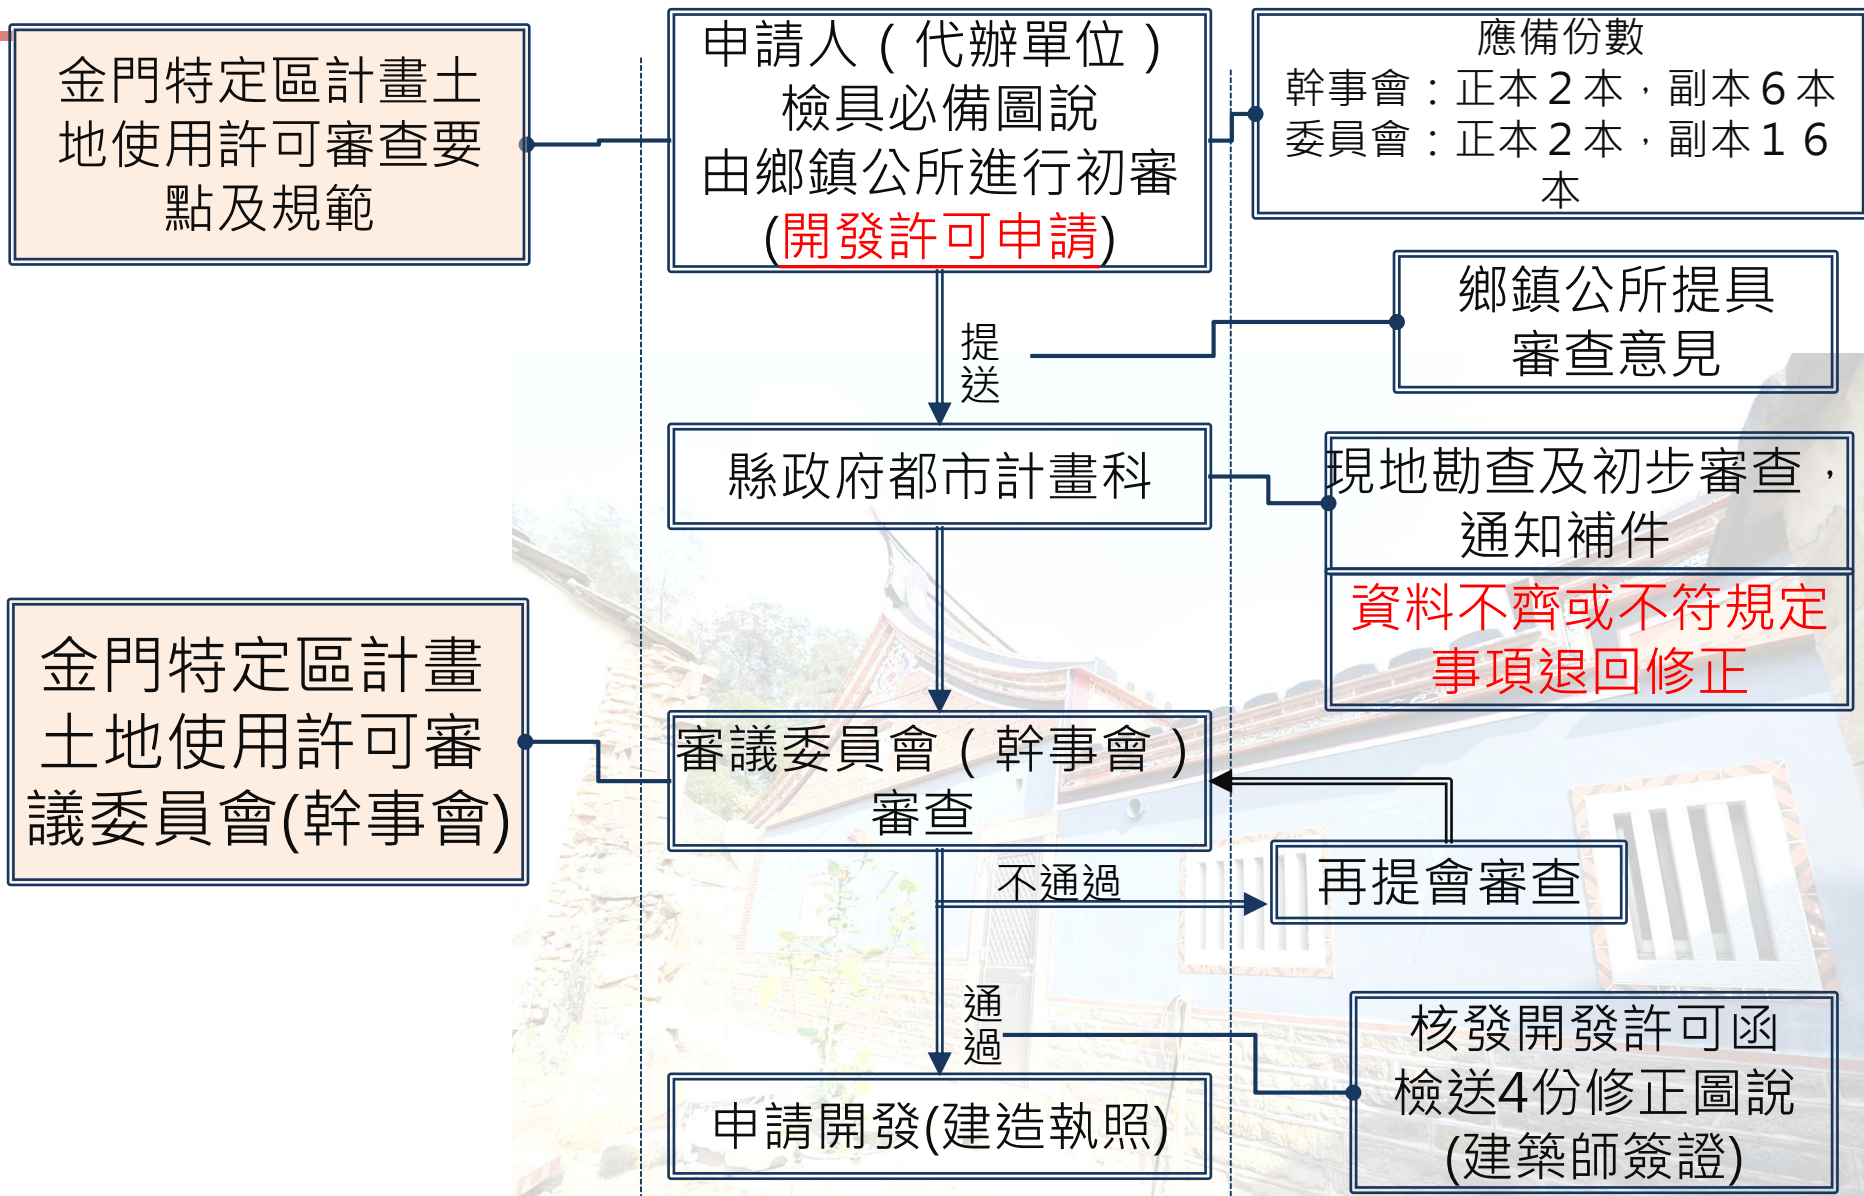 金門特定區計畫土
地使用許可審查要
點及規範
申請人（代辦單位）
檢具必備圖說
由鄉鎮公所進行初審
(開發許可申請)
應備份數
幹事會：正本２本，副本６本
委員會：正本２本，副本１６
本
提
送
鄉鎮公所提具
審查意見
縣政府都市計畫科
現地勘查及初步審查，
通知補件
資料不齊或不符規定
事項退回修正
金門特定區計畫
土地使用許可審
議委員會(幹事會)
審議委員會（幹事會）
審查
不通過
再提會審查
通
過
核發開發許可函
檢送4份修正圖說
(建築師簽證)
申請開發(建造執照)